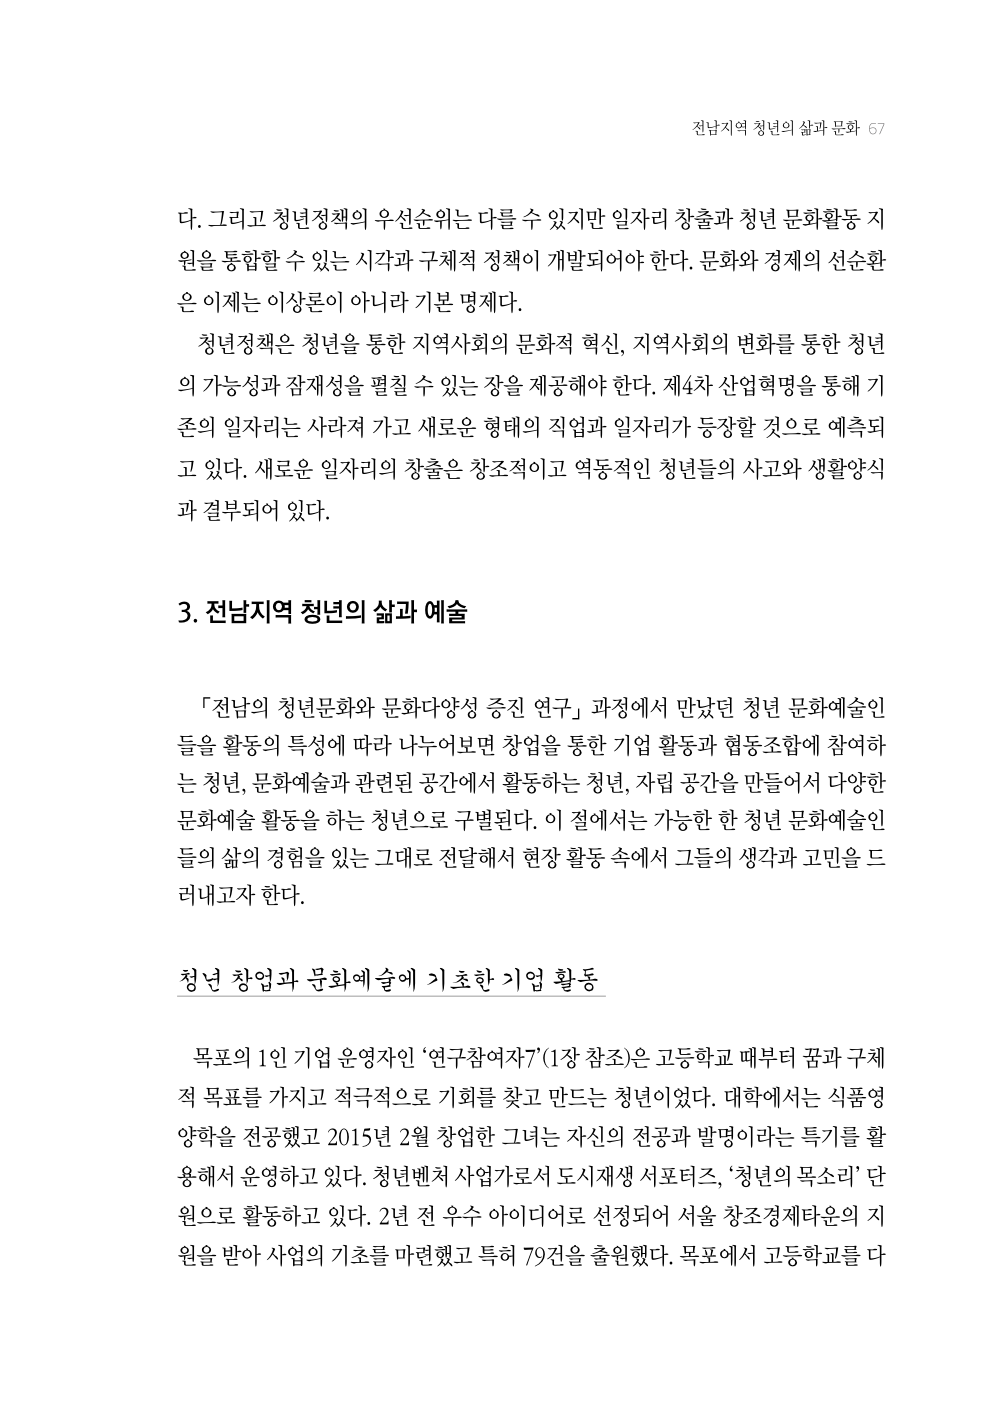 전남지역 청년의 삶과 문화 67
다. 그리고 청년정책의 우선순위는 다를 수 있지만 일자리 창출과 청년 문화활동 지
원을 통합할 수 있는 시각과 구체적 정책이 개발되어야 한다. 문화와 경제의 선순환
은 이제는 이상론이 아니라 기본 명제다.
청년정책은 청년을 통한 지역사회의 문화적 혁신, 지역사회의 변화를 통한 청년
의 가능성과 잠재성을 펼칠 수 있는 장을 제공해야 한다. 제4차 산업혁명을 통해 기
존의 일자리는 사라져 가고 새로운 형태의 직업과 일자리가 등장할 것으로 예측되
고 있다. 새로운 일자리의 창출은 창조적이고 역동적인 청년들의 사고와 생활양식
과 결부되어 있다.
3. 전남지역 청년의 삶과 예술
「전남의 청년문화와 문화다양성 증진 연구」 과정에서 만났던 청년 문화예술인
들을 활동의 특성에 따라 나누어보면 창업을 통한 기업 활동과 협동조합에 참여하
는 청년, 문화예술과 관련된 공간에서 활동하는 청년, 자립 공간을 만들어서 다양한
문화예술 활동을 하는 청년으로 구별된다. 이 절에서는 가능한 한 청년 문화예술인
들의 삶의 경험을 있는 그대로 전달해서 현장 활동 속에서 그들의 생각과 고민을 드
러내고자 한다.
청년 창업과 문화예술에 기초한 기업 활동
목포의 1인 기업 운영자인 ‘연구참여자7’(1장 참조)은 고등학교 때부터 꿈과 구체
적 목표를 가지고 적극적으로 기회를 찾고 만드는 청년이었다. 대학에서는 식품영
양학을 전공했고 2015년 2월 창업한 그녀는 자신의 전공과 발명이라는 특기를 활
용해서 운영하고 있다. 청년벤처 사업가로서 도시재생 서포터즈, ‘청년의 목소리’ 단
원으로 활동하고 있다. 2년 전 우수 아이디어로 선정되어 서울 창조경제타운의 지
원을 받아 사업의 기초를 마련했고 특허 79건을 출원했다. 목포에서 고등학교를 다